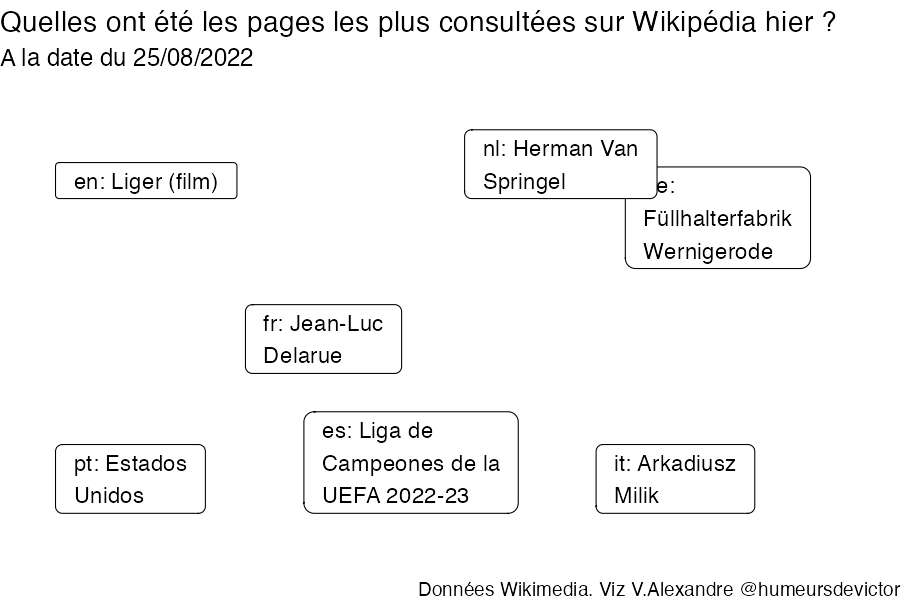 Quelles ont été les pages les plus consultées sur Wikipédia hier ?
A la date du 25/08/2022
nl: Herman Van
Springel
en: Liger (film)
e:
Füllhalterfabrik
Wernigerode
fr: Jean-Luc
Delarue
es: Liga de
Campeones de la
UEFA 2022-23
pt: Estados
Unidos
it: Arkadiusz
Milik
Données Wikimedia. Viz V.Alexandre @humeursdevictor